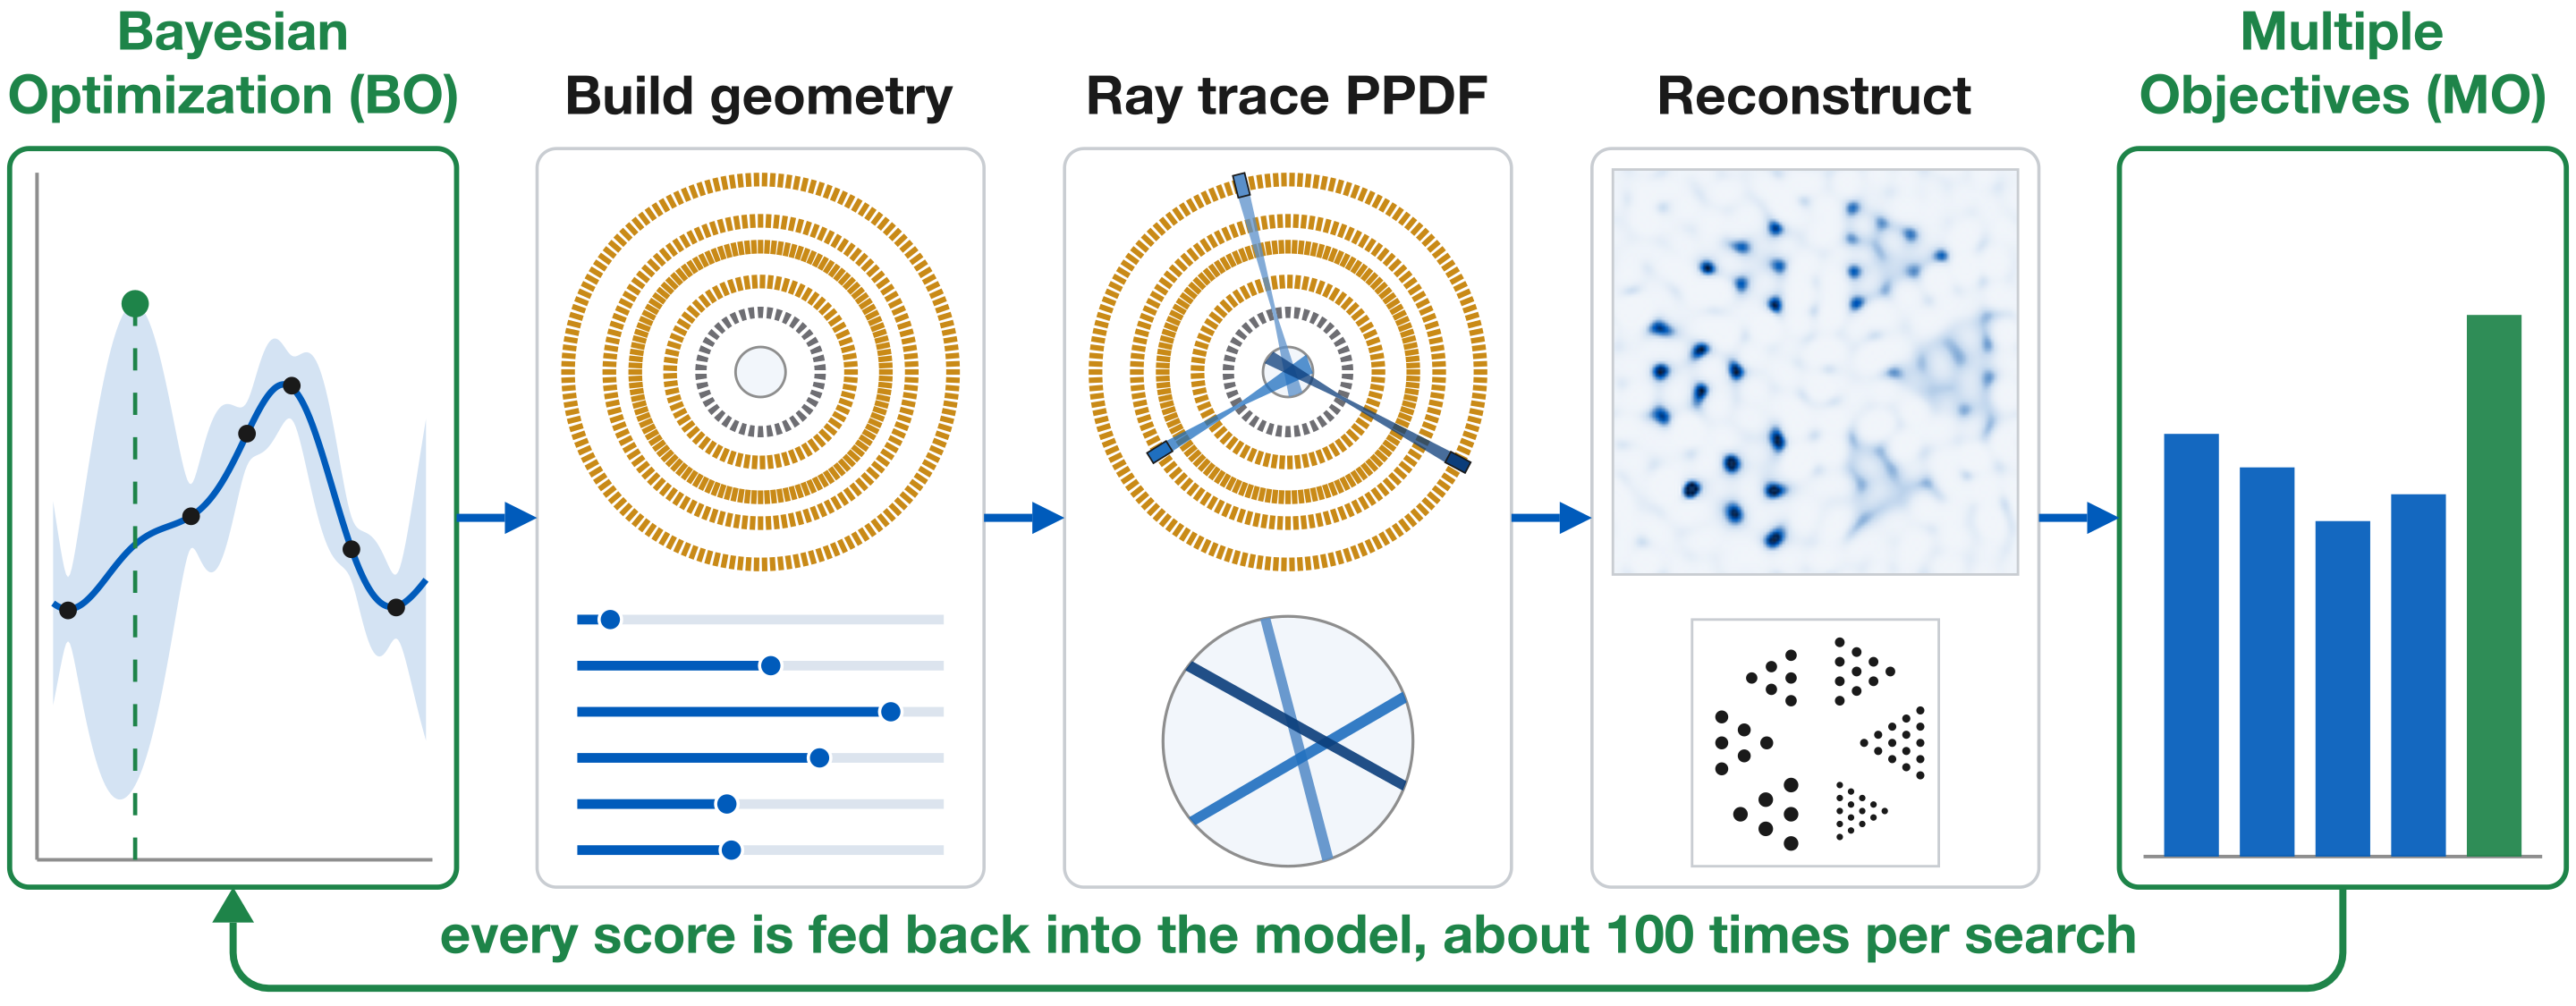 Bayesian
Optimization (BO)
Build geometry
Ray trace PPDF
Reconstruct
Multiple
Objectives (MO)
every score is fed back into the model, about 100 times per search